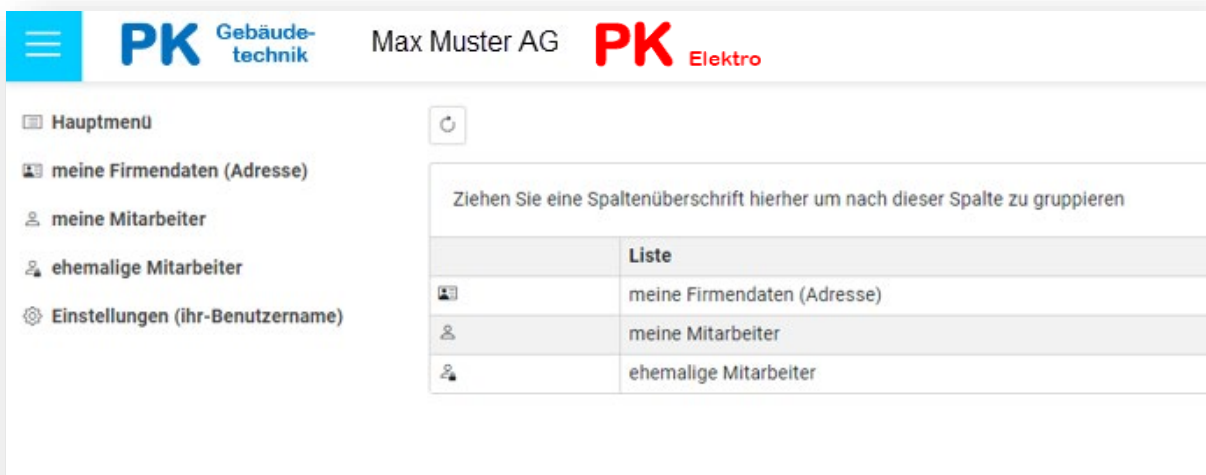 PK Gebäude-
technik
Max Muster AG
PK Elektro
Hauptmenü
meine Firmendaten (Adresse)
meine Mitarbeiter
ehemalige Mitarbeiter
Einstellungen (ihr-Benutzername)
Ziehen Sie eine Spaltenüberschrift hierher um nach dieser Spalte zu gruppieren
Liste
meine Firmendaten (Adresse)
meine Mitarbeiter
ehemalige Mitarbeiter